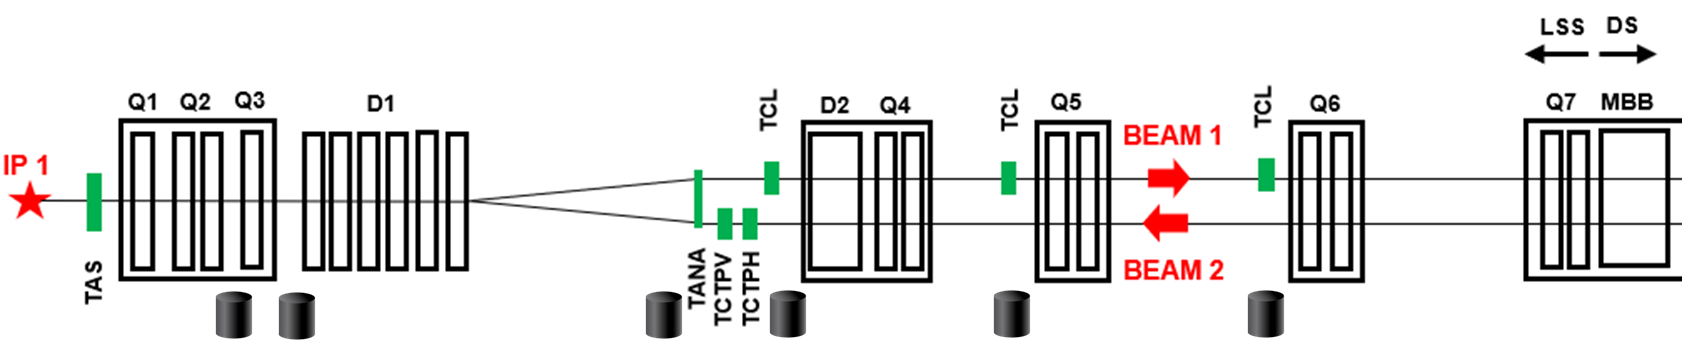 LSS DS
Q1 Q2 Q3 D1 TCL D2 Q4 TCL Q5 TCL Q6 Q7 MBB
IP 1
BEAM 1
TAS
TANA
TCTPV
TCTPH
BEAM 2